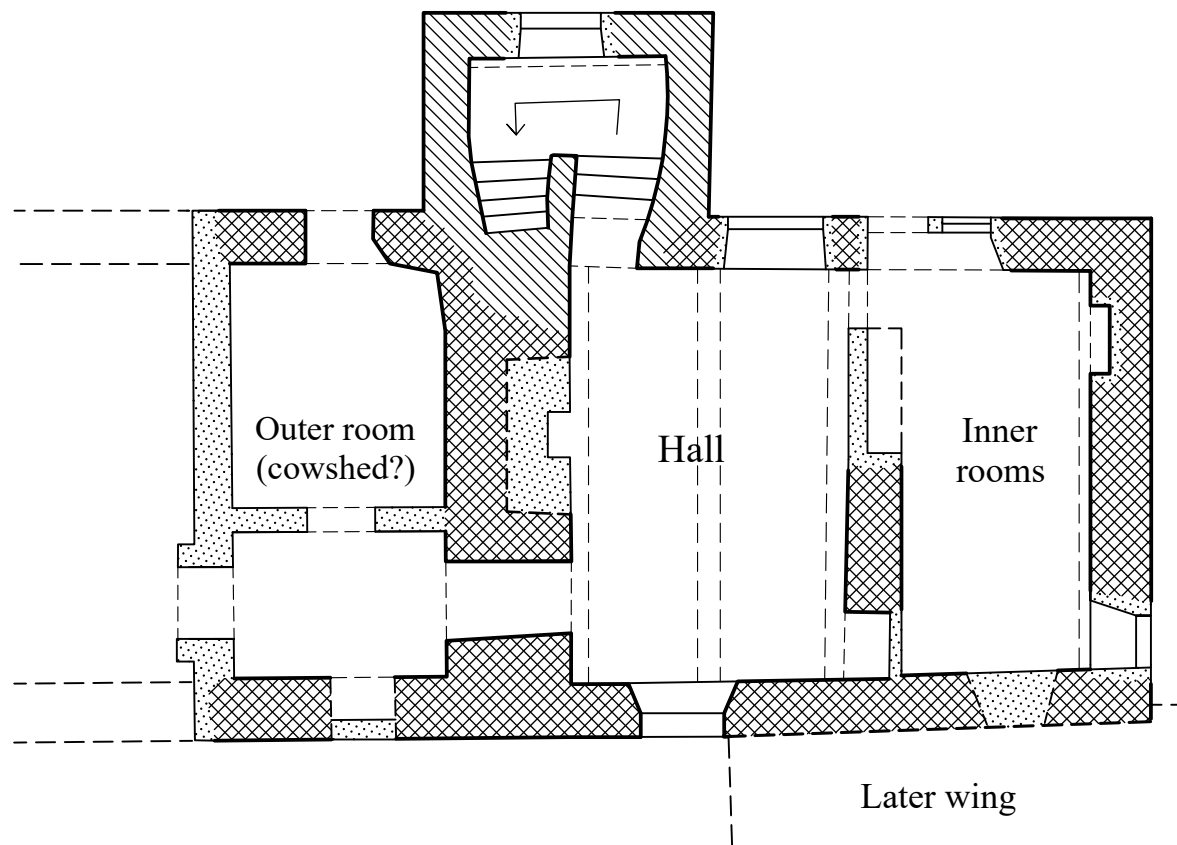 Outer room
(cowshed?)
Hall
Inner
rooms
Later wing